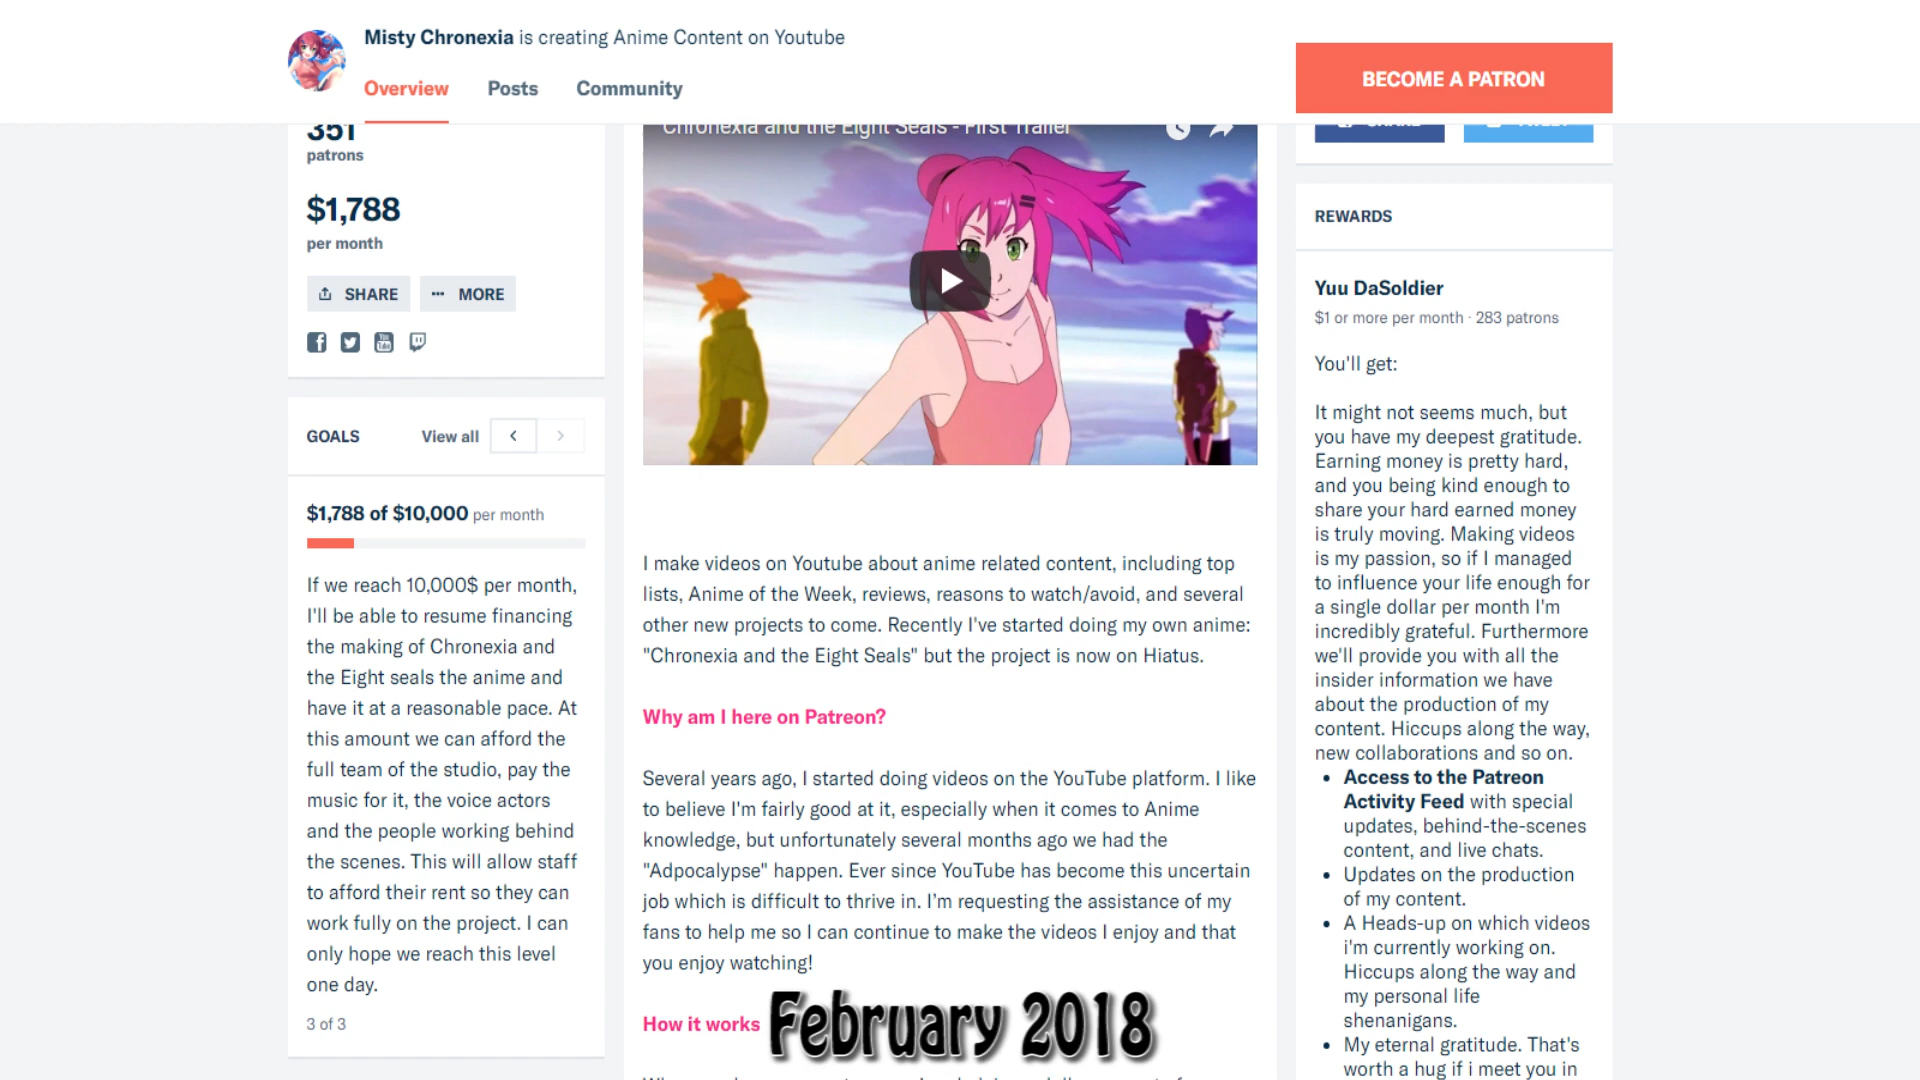 Misty Chronexia is creating Anime Content on Youtube
Overview
Posts
Community
BECOME A PATRON
351
patrons
$1,788
per month
SHARE
MORE
GOALS
View all
$1,788 of $10,000 per month
If we reach 10,000$ per month,
I'll be able to resume financing
the making of Chronexia and
the Eight seals the anime and
have it at a reasonable pace. At
this amount we can afford the
full team of the studio, pay the
music for it, the voice actors
and the people working behind
the scenes. This will allow staff
to afford their rent so they can
work fully on the project. I can
only hope we reach this level
one day.
3 of 3
Chronexia and the Eight Seals - First Trailer
I make videos on Youtube about anime related content, including top
lists, Anime of the Week, reviews, reasons to watch/avoid, and several
other new projects to come. Recently I've started doing my own anime:
"Chronexia and the Eight Seals" but the project is now on Hiatus.
Why am I here on Patreon?
Several years ago, I started doing videos on the YouTube platform. I like
to believe I'm fairly good at it, especially when it comes to Anime
knowledge, but unfortunately several months ago we had the
"Adpocalypse" happen. Ever since YouTube has become this uncertain
job which is difficult to thrive in. I'm requesting the assistance of my
fans to help me so I can continue to make the videos I enjoy and that
you enjoy watching!
How it works
February 2018
REWARDS
Yuu DaSoldier
$1 or more per month · 283 patrons
You'll get:
It might not seems much, but
you have my deepest gratitude.
Earning money is pretty hard,
and you being kind enough to
share your hard earned money
is truly moving. Making videos
is my passion, so if I managed
to influence your life enough for
a single dollar per month I'm
incredibly grateful. Furthermore
we'll provide you with all the
insider information we have
about the production of my
content. Hiccups along the way,
new collaborations and so on.
• Access to the Patreon
Activity Feed with special
updates, behind-the-scenes
content, and live chats.
• Updates on the production
of my content.
• A Heads-up on which videos
i'm currently working on.
Hiccups along the way and
my personal life
shenanigans.
• My eternal gratitude. That's
worth a hug if i meet you in